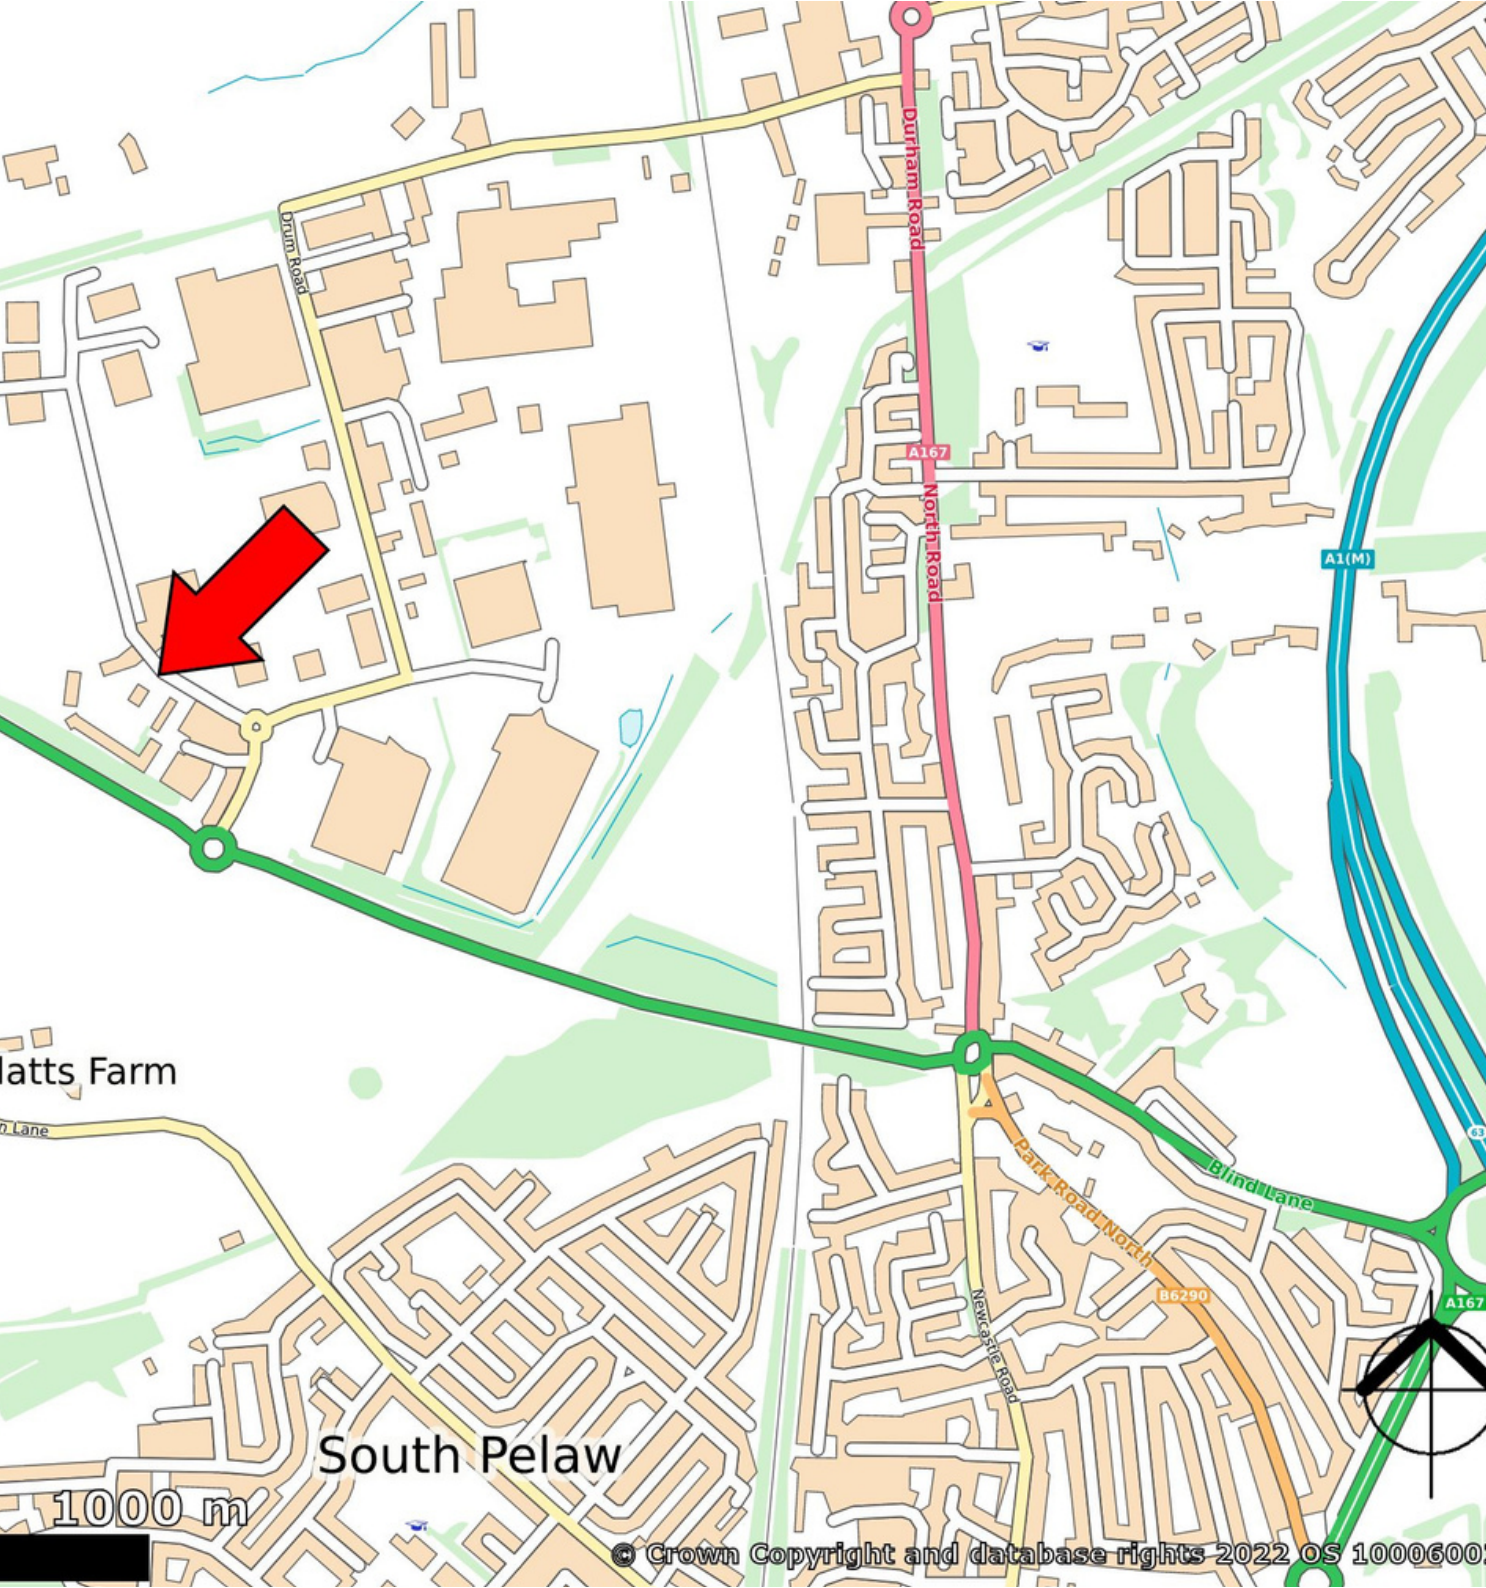 Durham Road
Drum Road
A167
North Road
A1(M)
latts Farm
n Lane
63
Blind Lane
Park Road North
B6290
A167
Newcastle Road
South Pelaw
1000 m
© Crown Copyright and database rights 2022 OS